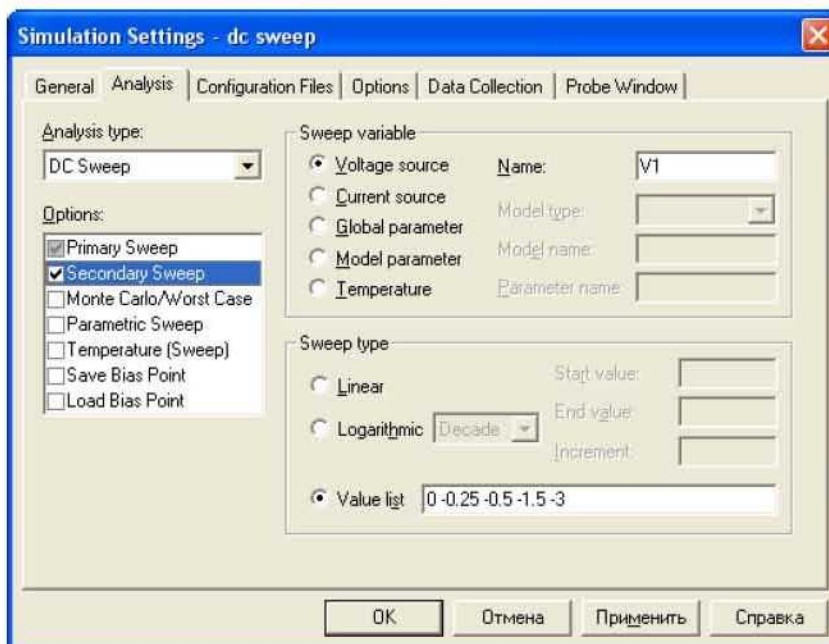 Simulation Settings - dc sweep
General Analysis Configuration Files Options Data Collection Probe Window
Analysis type:
DC Sweep
Options:
Primary Sweep
Secondary Sweep
Monte Carlo/Worst Case
Parametric Sweep
Temperature (Sweep)
Save Bias Point
Load Bias Point
Sweep variable
Voltage source
Current source
Global parameter
Model parameter
Temperature
Name: V1
Model type:
Model name:
Parameter name:
Sweep type
Linear
Logarithmic Decade
Start value:
End value:
Increment:
Value list 0 -0.25 -0.5 -1.5 -3
OK Отмена Применить Справка